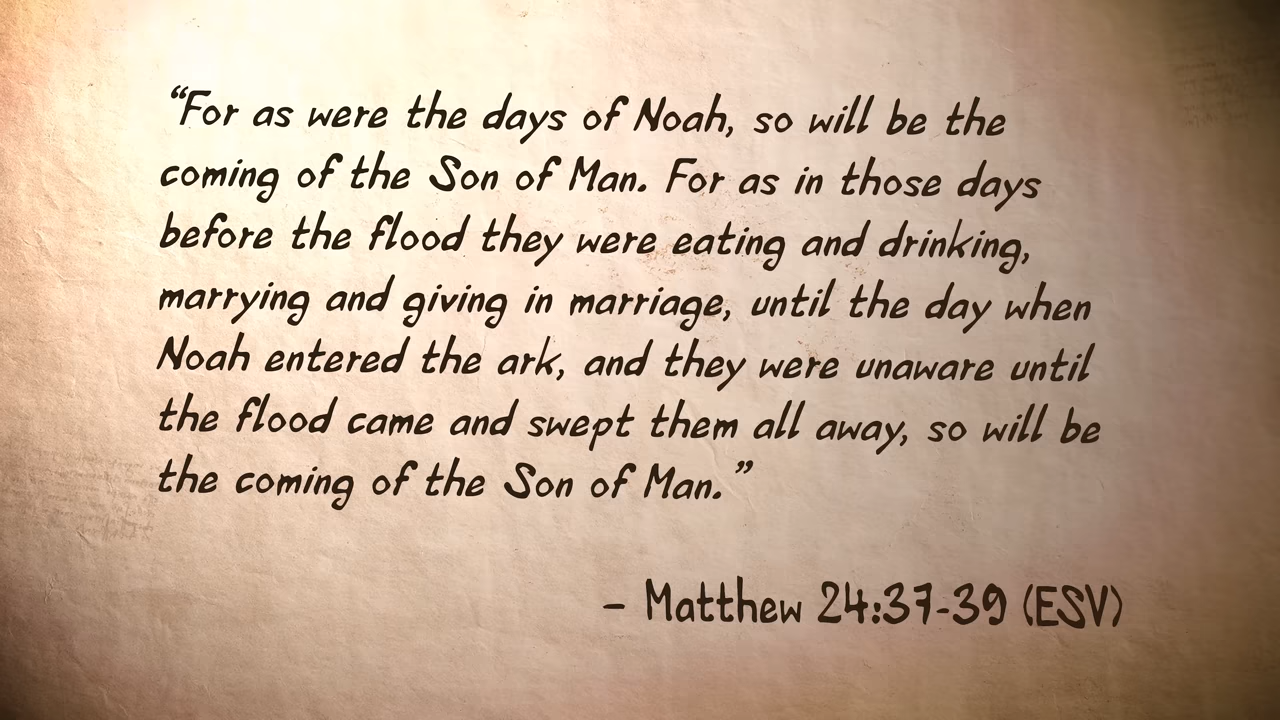 “For as were the days of Noah, so will be the
coming of the Son of Man. For as in those days
before the flood they were eating and drinking,
marrying and giving in marriage, until the day when
Noah entered the ark, and they were unaware until
the flood came and swept them all away, so will be
the coming of the Son of Man.”
– Matthew 24:37-39 (ESV)